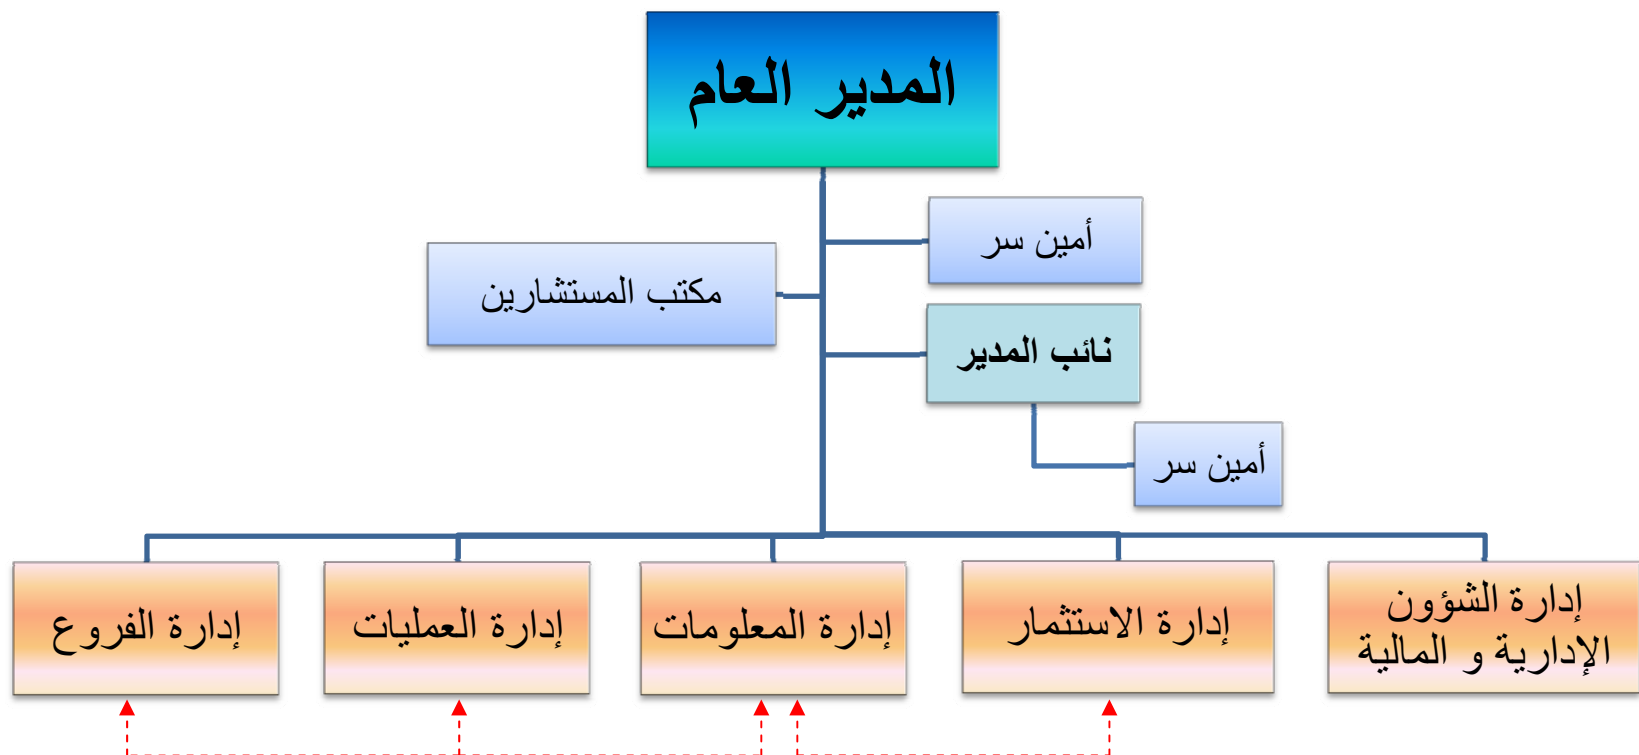 المدير العام
أمين سر
مكتب المستشارين
نائب المدير
أمين سر
إدارة الشؤون
الإدارية و المالية
إدارة الاستثمار
إدارة المعلومات
إدارة العمليات
إدارة الفروع